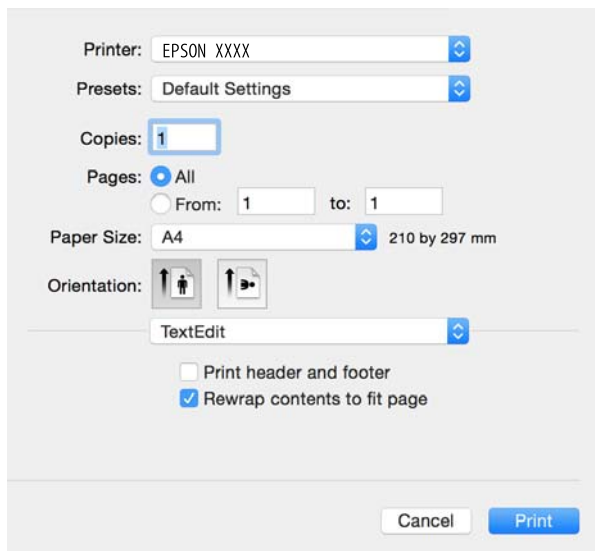 Printer: EPSON XXXX
Presets: Default Settings
Copies: 1
Pages: All
From: 1 to: 1
Paper Size: A4 210 by 297 mm
Orientation:
TextEdit
Print header and footer
Rewrap contents to fit page
Cancel Print